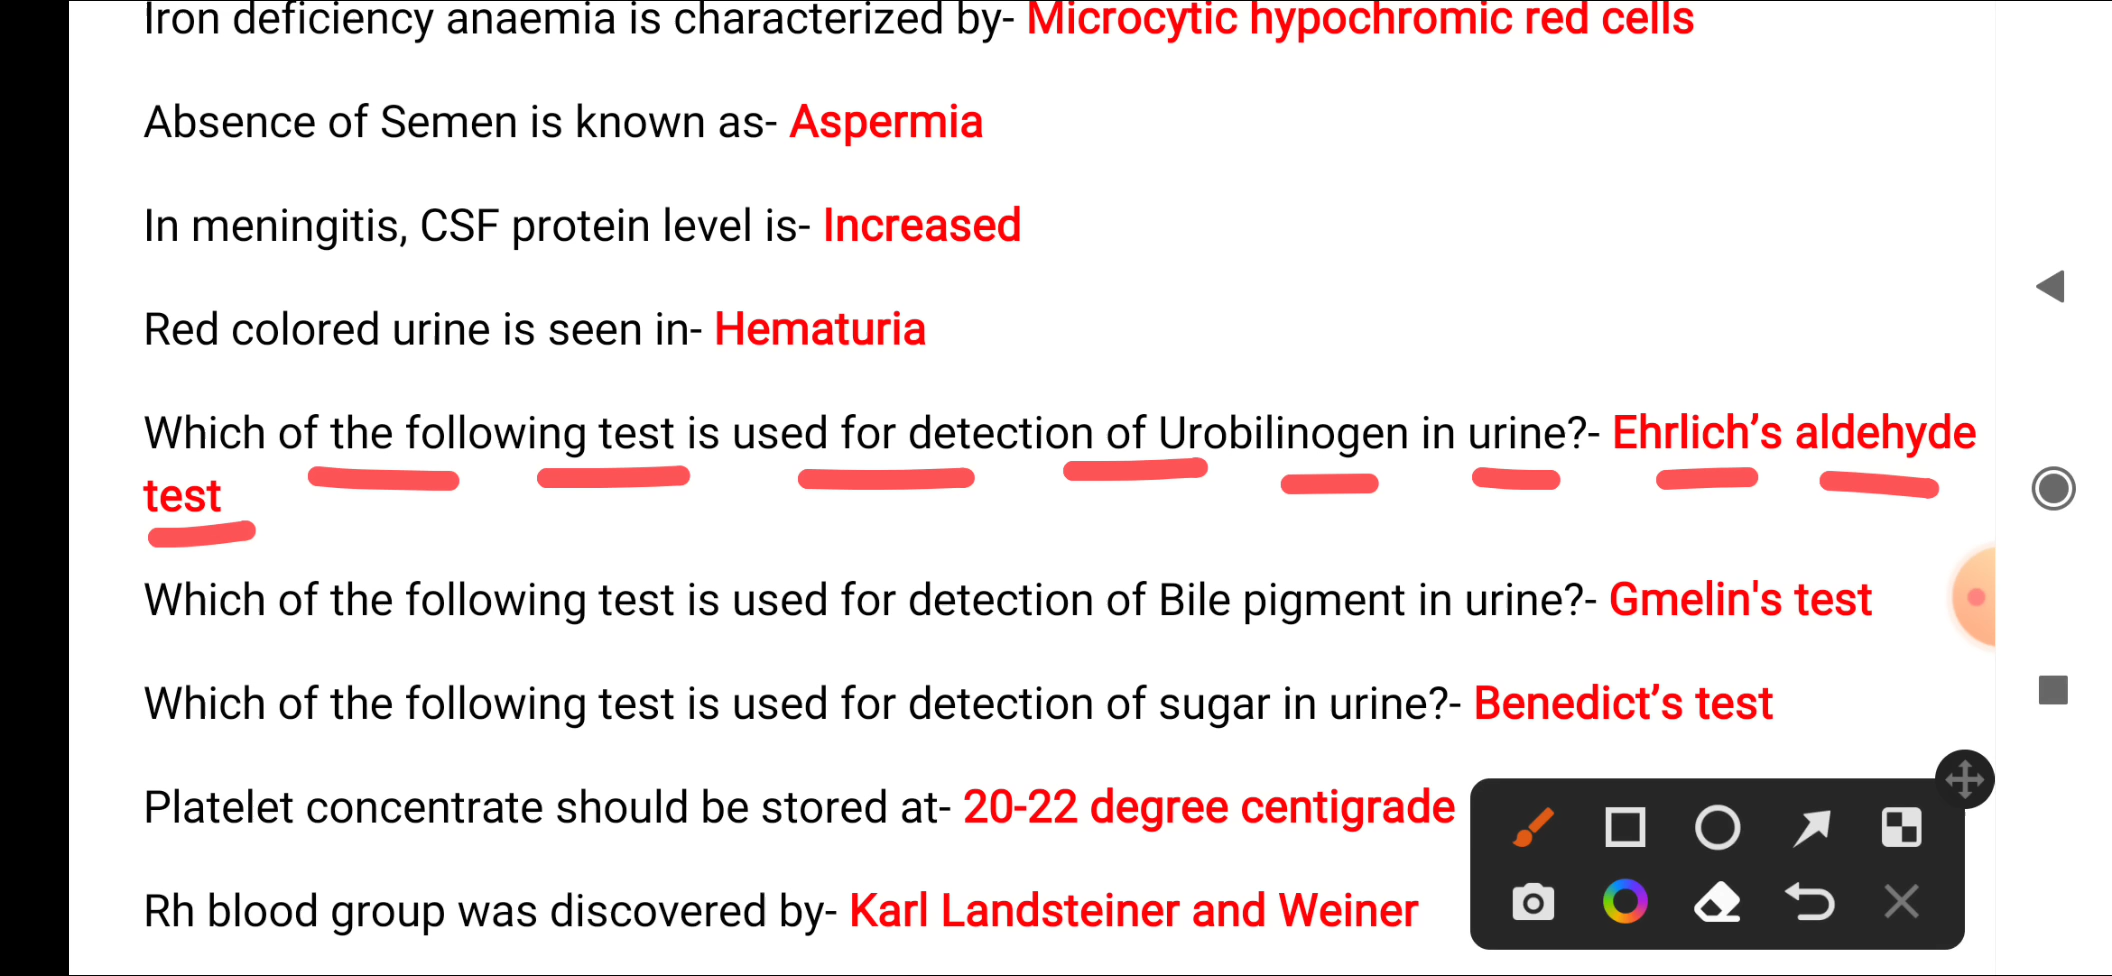 Iron deficiency anaemia is characterized by- Microcytic hypochromic red cells
Absence of Semen is known as- Aspermia
In meningitis, CSF protein level is- Increased
Red colored urine is seen in- Hematuria
Which of the following test is used for detection of Urobilinogen in urine?- Ehrlich’s aldehyde
test
Which of the following test is used for detection of Bile pigment in urine?- Gmelin's test
Which of the following test is used for detection of sugar in urine?- Benedict’s test
Platelet concentrate should be stored at- 20-22 degree centigrade
Rh blood group was discovered by- Karl Landsteiner and Weiner